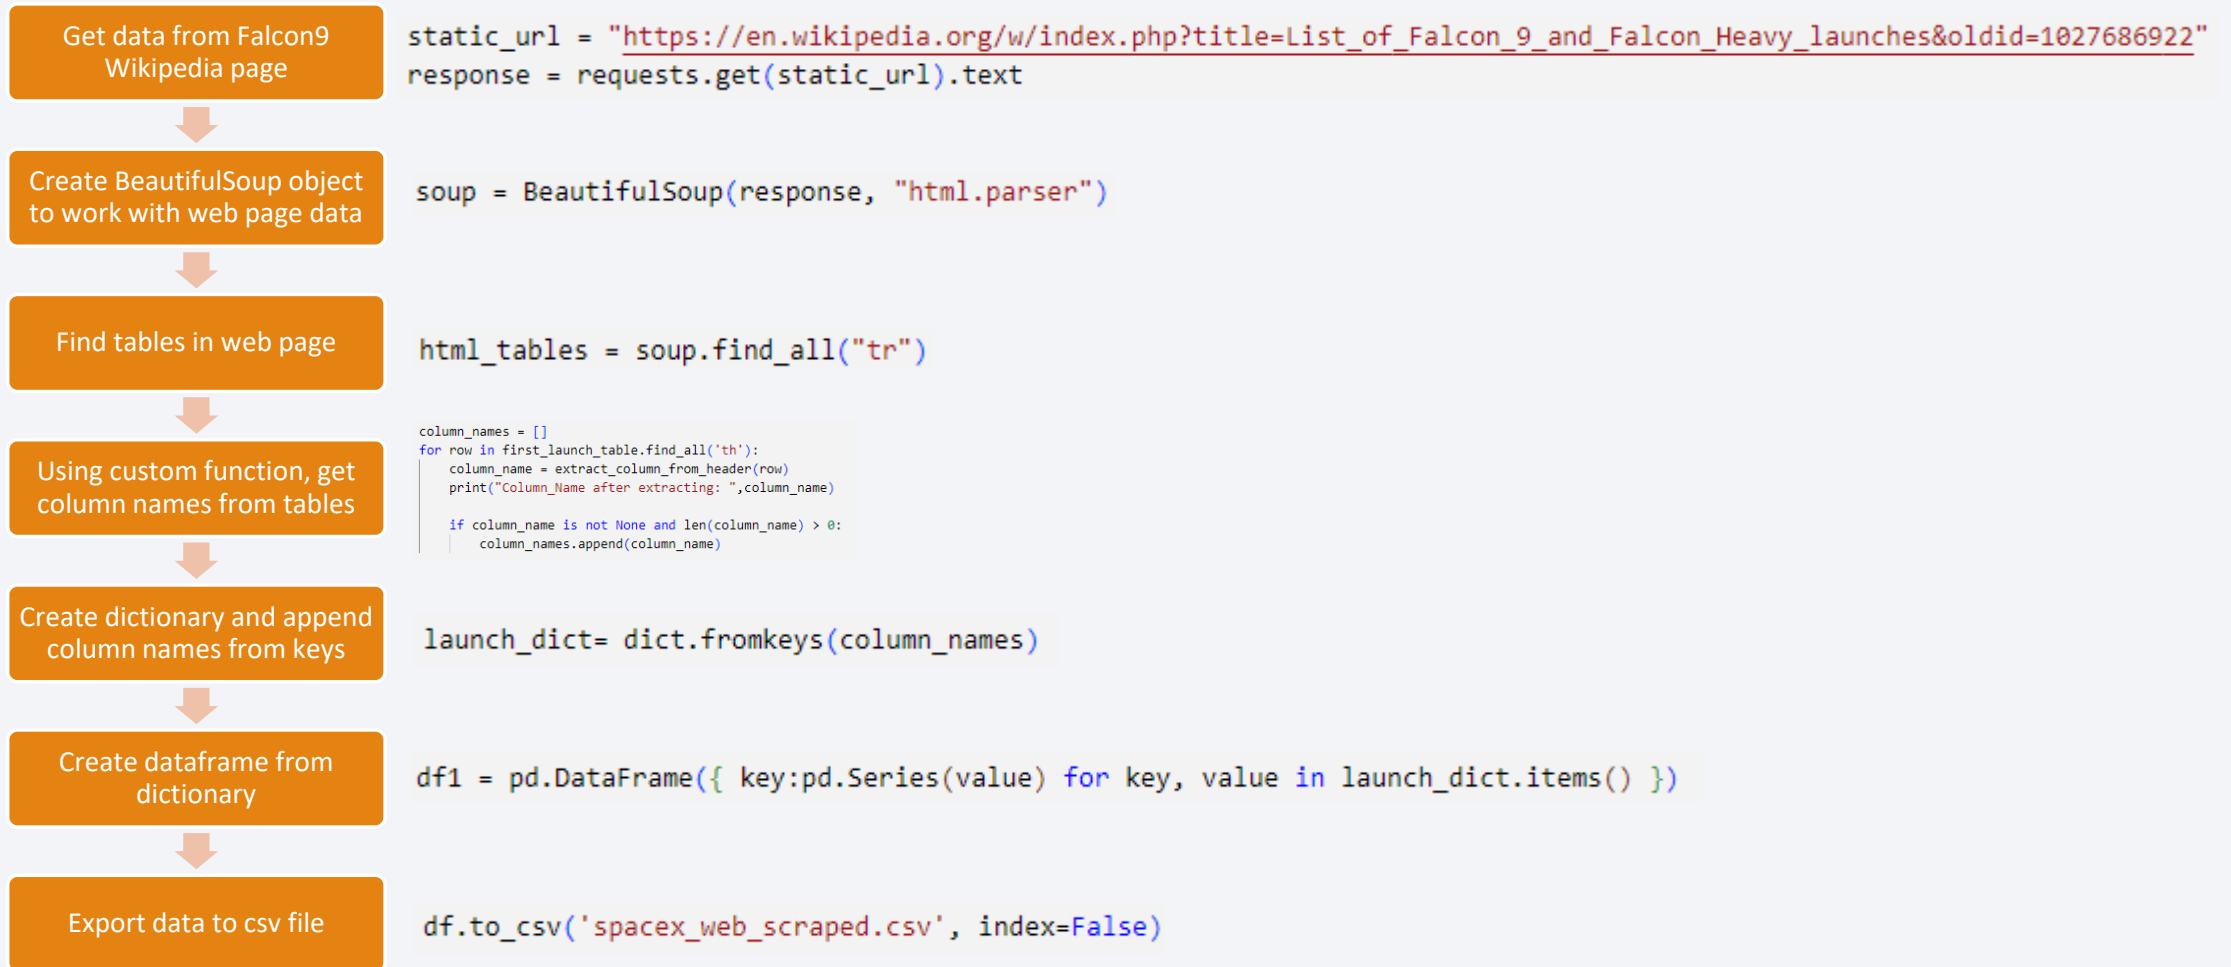 Get data from Falcon9
Wikipedia page
static_url = "https://en.wikipedia.org/w/index.php?title=List_of_Falcon_9_and_Falcon_Heavy_launches&oldid=1027686922"
response = requests.get(static_url).text
Create BeautifulSoup object
to work with web page data
soup = BeautifulSoup(response, "html.parser")
Find tables in web page
html_tables = soup.find_all("tr")
Using custom function, get
column names from tables
column_names = []
for row in first_launch_table.find_all('th'):
    column_name = extract_column_from_header(row)
    print("Column_Name after extracting: ",column_name)
    if column_name is not None and len(column_name) > 0:
        column_names.append(column_name)
Create dictionary and append
column names from keys
launch_dict= dict.fromkeys(column_names)
Create dataframe from
dictionary
df1 = pd.DataFrame({ key:pd.Series(value) for key, value in launch_dict.items() })
Export data to csv file
df.to_csv('spacex_web_scraped.csv', index=False)